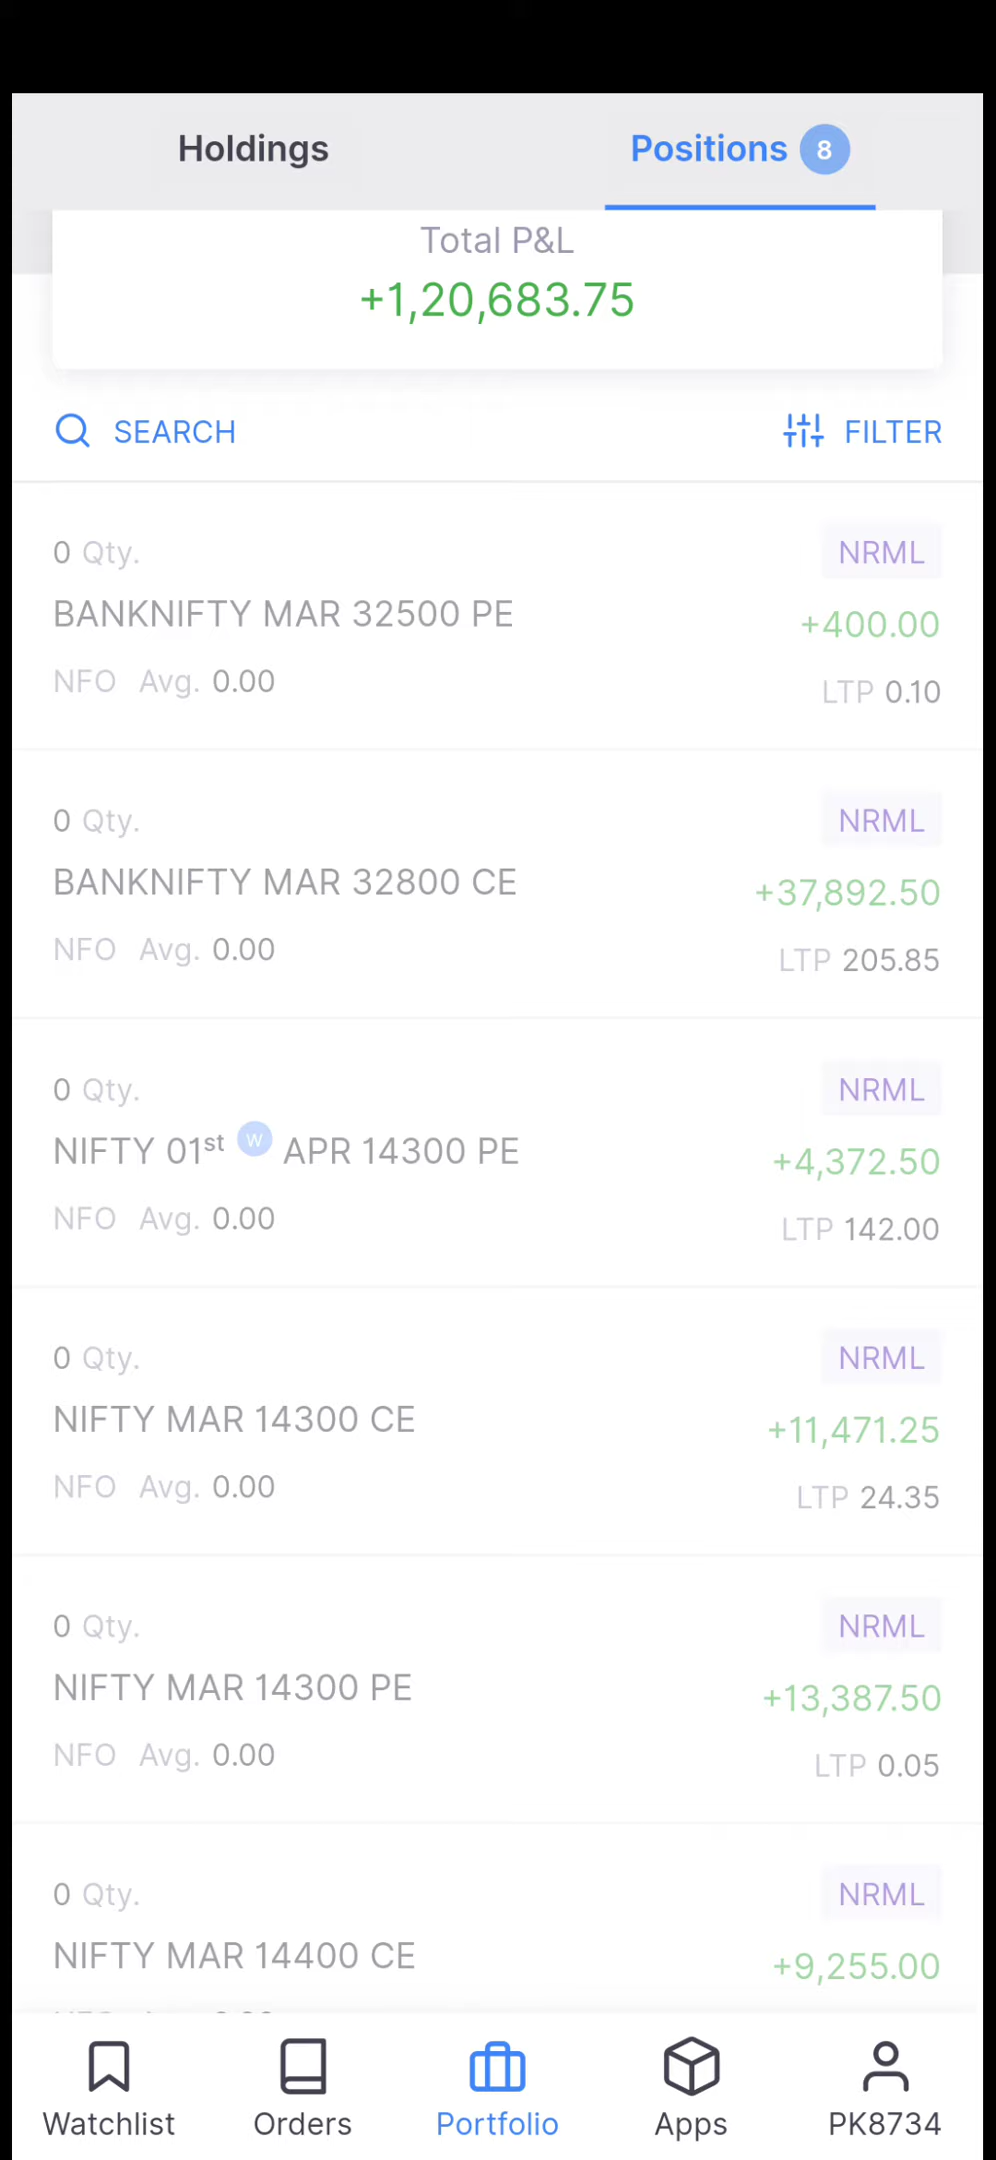 Holdings Positions 8
Total P&L
+1,20,683.75
SEARCH FILTER
0 Qty. NRML
BANKNIFTY MAR 32500 PE +400.00
NFO Avg. 0.00 LTP 0.10
0 Qty. NRML
BANKNIFTY MAR 32800 CE +37,892.50
NFO Avg. 0.00 LTP 205.85
0 Qty. NRML
NIFTY 01st W APR 14300 PE +4,372.50
NFO Avg. 0.00 LTP 142.00
0 Qty. NRML
NIFTY MAR 14300 CE +11,471.25
NFO Avg. 0.00 LTP 24.35
0 Qty. NRML
NIFTY MAR 14300 PE +13,387.50
NFO Avg. 0.00 LTP 0.05
0 Qty. NRML
NIFTY MAR 14400 CE +9,255.00
Watchlist Orders Portfolio Apps PK8734